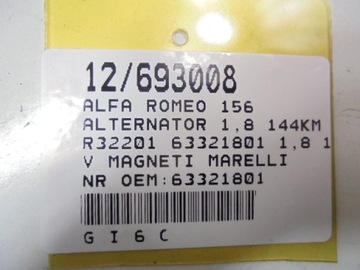 12/693008
ALFA ROMEO 156
ALTERNATOR 1,8 144KM
R32201 63321801 1,8 1
V MAGNETI MARELLI
NR OEM:63321801
G I 6 C